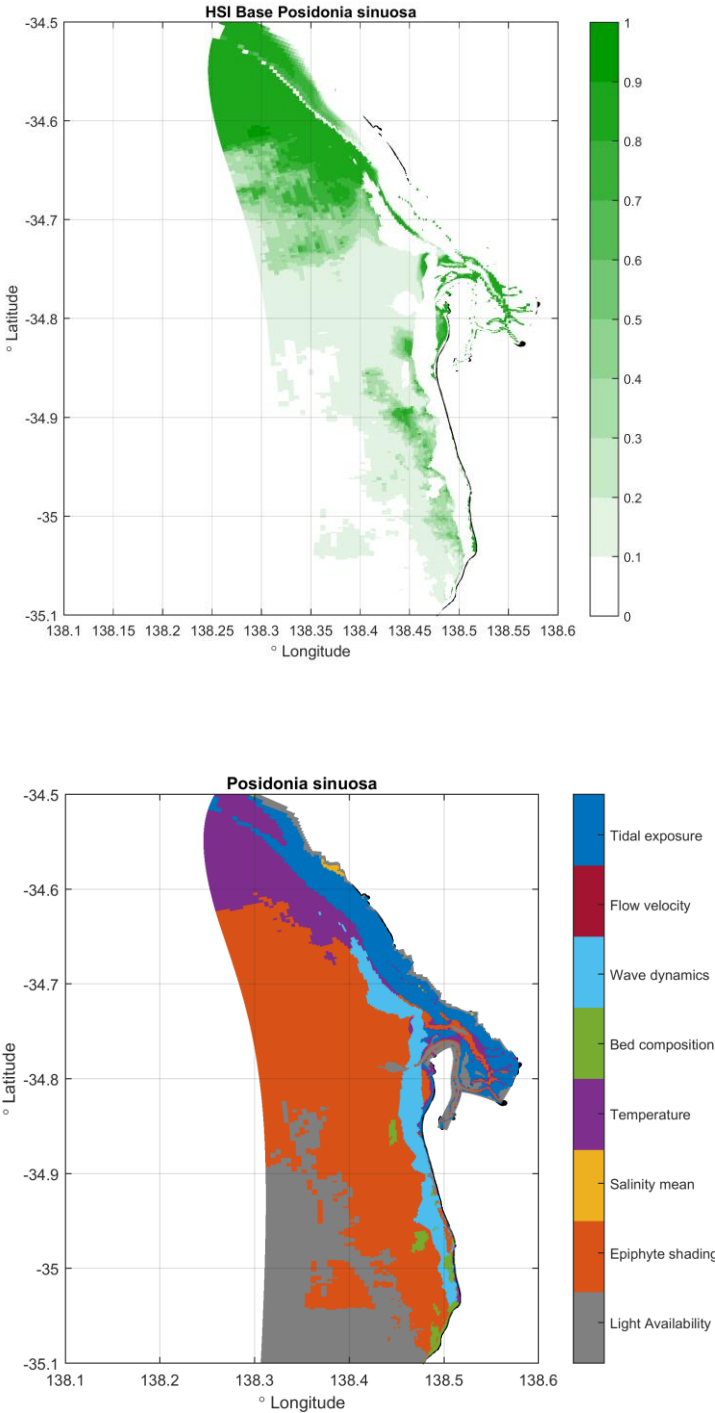 HSI Base Posidonia sinuosa
-34.5
-34.6
-34.7
-34.8
-34.9
-35
-35.1
° Latitude
138.1 138.15 138.2 138.25 138.3 138.35 138.4 138.45 138.5 138.55 138.6
° Longitude
1
0.9
0.8
0.7
0.6
0.5
0.4
0.3
0.2
0.1
0
Posidonia sinuosa
-34.5
-34.6
-34.7
-34.8
-34.9
-35
-35.1
° Latitude
138.1 138.2 138.3 138.4 138.5 138.6
° Longitude
Tidal exposure
Flow velocity
Wave dynamics
Bed composition
Temperature
Salinity mean
Epiphyte shading
Light Availability